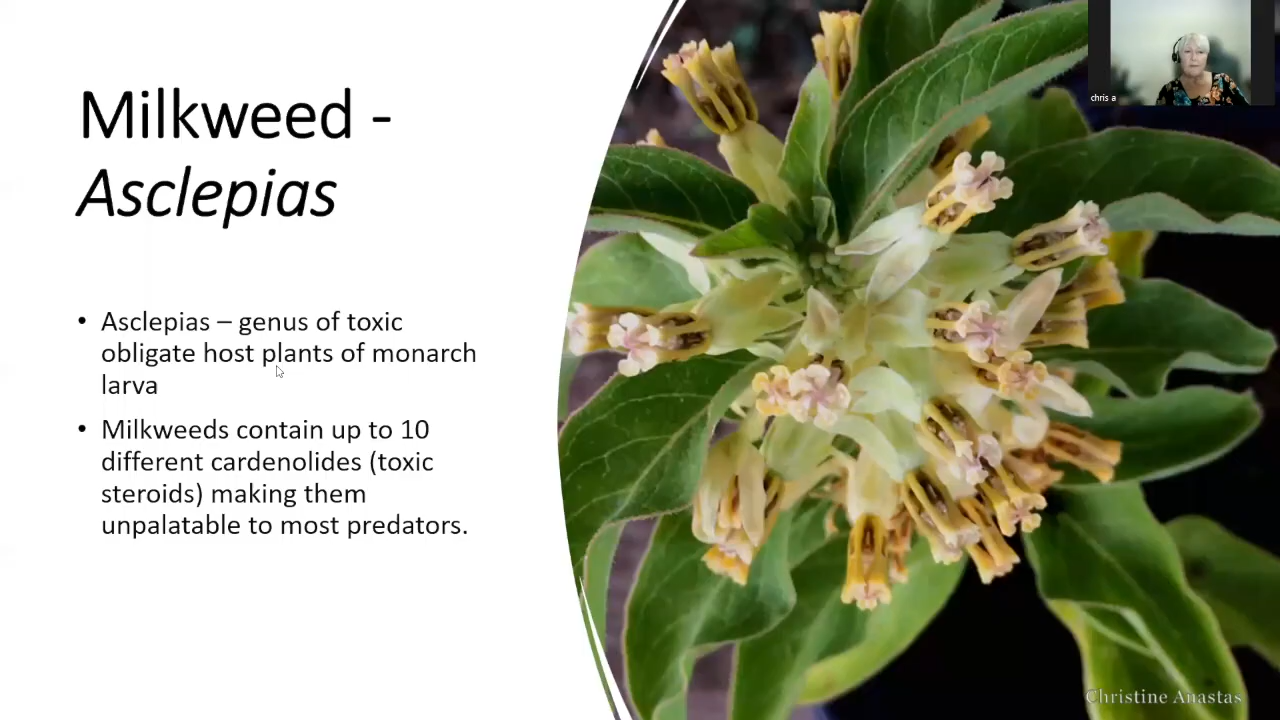 Milkweed -
Asclepias
• Asclepias – genus of toxic
obligate host plants of monarch
larva
• Milkweeds contain up to 10
different cardenolides (toxic
steroids) making them
unpalatable to most predators.
chris a
Christine Anastas